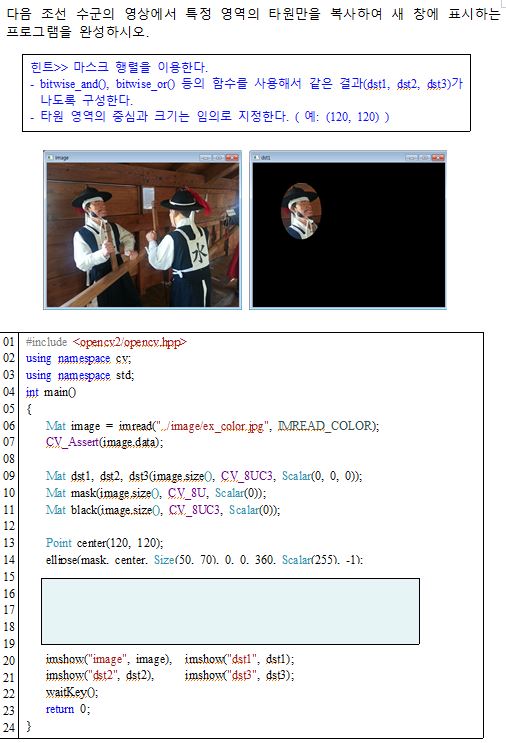 다음 조선 수군의 영상에서 특정 영역의 타원만을 복사하여 새 창에 표시하는
프로그램을 완성하시오.
힌트>> 마스크 행렬을 이용한다.
- bitwise_and(), bitwise_or() 등의 함수를 사용해서 같은 결과(dst1, dst2, dst3)가
나도록 구성한다.
- 타원 영역의 중심과 크기는 임의로 지정한다. ( 예: (120, 120) )
image
dst1
水
01 #include <opencv2/opencv.hpp>
02 using namespace cv;
03 using namespace std;
04 int main()
05 {
06 Mat image = imread("../image/ex_color.jpg", IMREAD_COLOR);
07 CV_Assert(image.data);
08
09 Mat dst1, dst2, dst3(image.size(), CV_8UC3, Scalar(0, 0, 0));
10 Mat mask(image.size(), CV_8U, Scalar(0));
11 Mat black(image.size(), CV_8UC3, Scalar(0));
12
13 Point center(120, 120);
14 ellipse(mask, center, Size(50, 70), 0, 0, 360, Scalar(255), -1);
15
16
17
18
19
20 imshow("image", image), imshow("dst1", dst1);
21 imshow("dst2", dst2), imshow("dst3", dst3);
22 waitKey();
23 return 0;
24 }